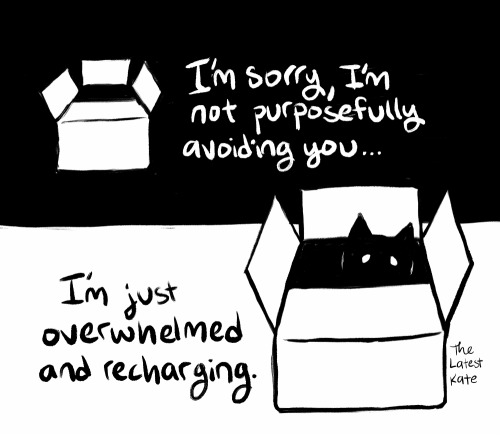 I'm sorry, I'm
not purposefully
avoiding you...
I'm just
overwhelmed
and recharging.
The
Latest
Kate